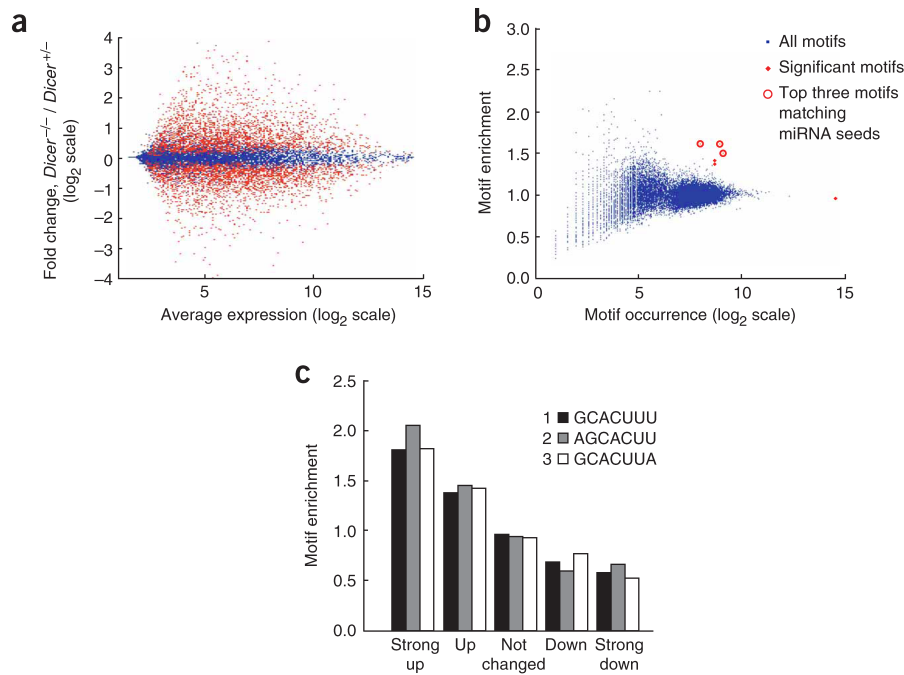 a
Fold change, Dicer–/– / Dicer+/–
(log2 scale)
4
3
2
1
0
–1
–2
–3
–4
5
10
15
Average expression (log2 scale)
b
Motif enrichment
3.0
2.5
2.0
1.5
1.0
0.5
0.0
0
5
10
15
Motif occurrence (log2 scale)
All motifs
Significant motifs
Top three motifs
matching
miRNA seeds
c
Motif enrichment
2.5
2.0
1.5
1.0
0.5
0.0
1 GCACUUU
2 AGCACUU
3 GCACUUA
Strong
up
Up
Not
changed
Down
Strong
down